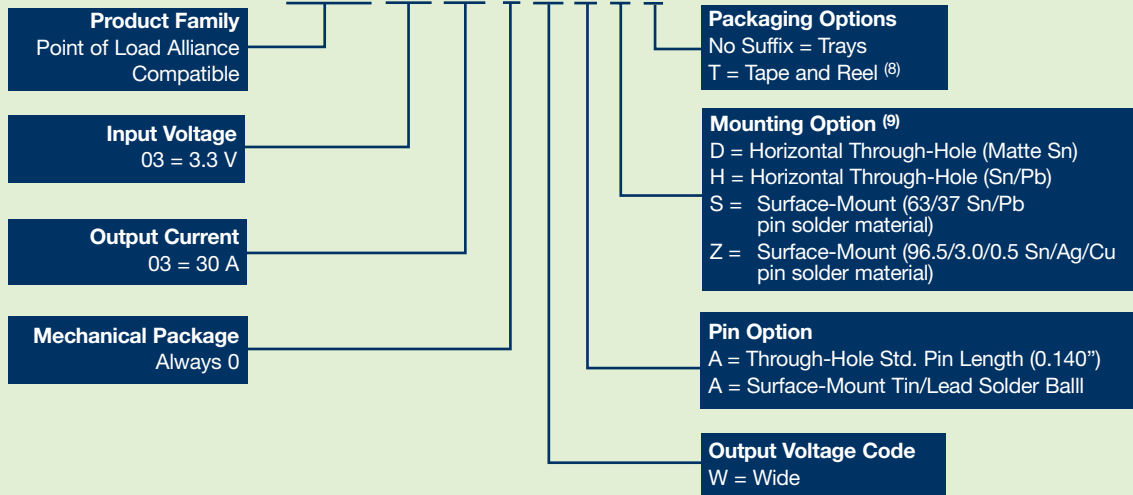 Product Family
Point of Load Alliance
Compatible
Input Voltage
03 = 3.3 V
Output Current
03 = 30 A
Mechanical Package
Always 0
Packaging Options
No Suffix = Trays
T = Tape and Reel (8)
Mounting Option (9)
D = Horizontal Through-Hole (Matte Sn)
H = Horizontal Through-Hole (Sn/Pb)
S = Surface-Mount (63/37 Sn/Pb
pin solder material)
Z = Surface-Mount (96.5/3.0/0.5 Sn/Ag/Cu
pin solder material)
Pin Option
A = Through-Hole Std. Pin Length (0.140”)
A = Surface-Mount Tin/Lead Solder Balll
Output Voltage Code
W = Wide